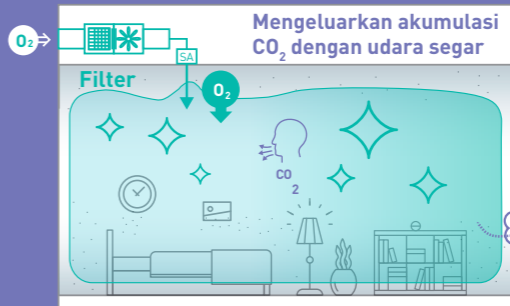 Mengeluarkan akumulasi
CO₂ dengan udara segar
O₂
SA
Filter
O₂
CO
2